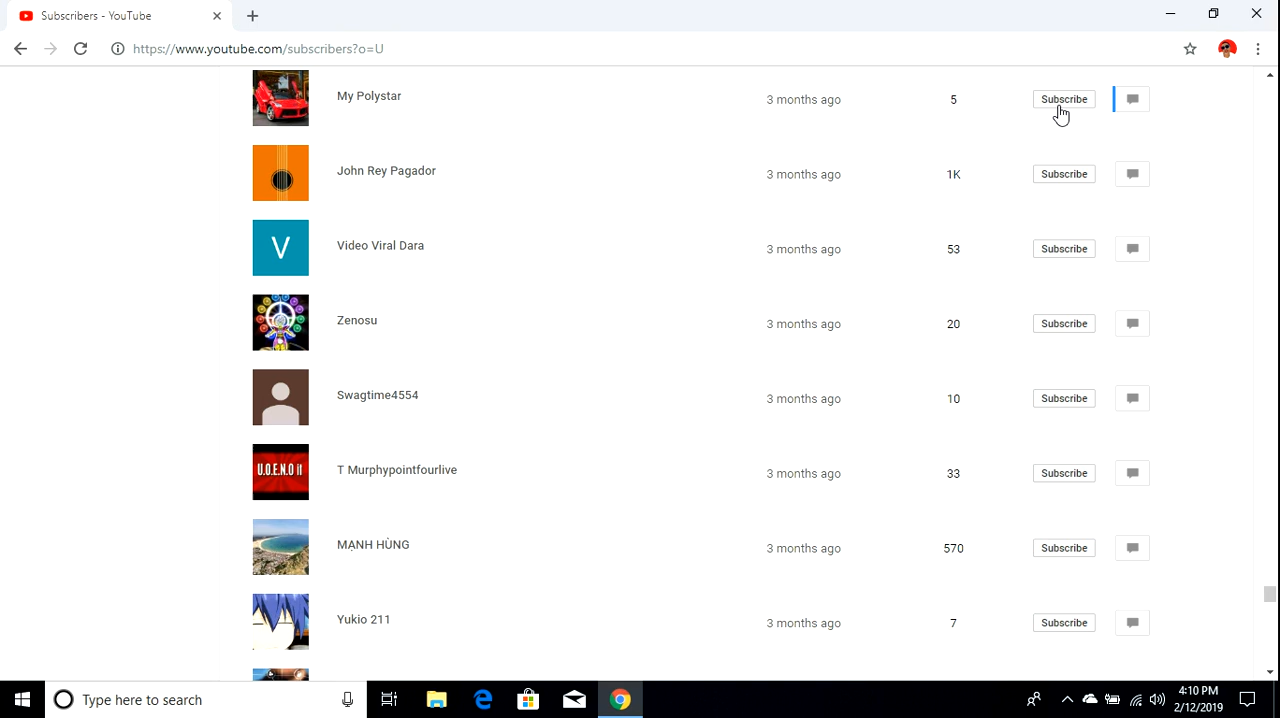 Subscribers - YouTube
https://www.youtube.com/subscribers?o=U
My Polystar 3 months ago 5 Subscribe
John Rey Pagador 3 months ago 1K Subscribe
V
Video Viral Dara 3 months ago 53 Subscribe
Zenosu 3 months ago 20 Subscribe
Swagtime4554 3 months ago 10 Subscribe
U.O.E.N.O it
T Murphypointfourlive 3 months ago 33 Subscribe
MẠNH HÙNG 3 months ago 570 Subscribe
Yukio 211 3 months ago 7 Subscribe
Type here to search
4:10 PM
2/12/2019